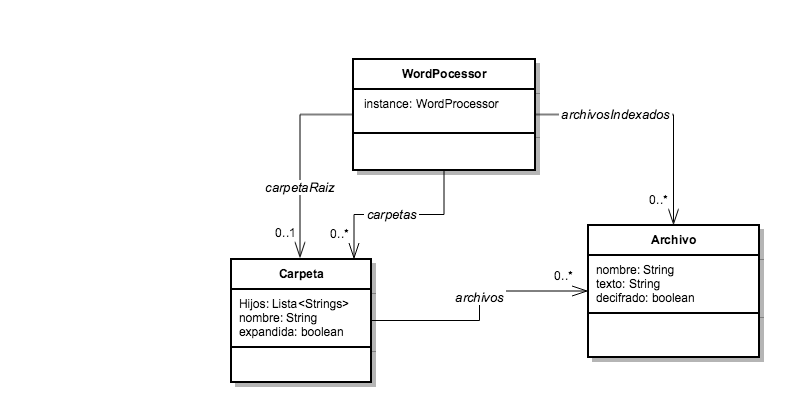 WordPocessor
instance: WordProcessor
archivosIndexados
carpetaRaiz
carpetas
0..*
0..1
0..*
Archivo
nombre: String
texto: String
decifrado: boolean
Carpeta
Hijos: Lista<Strings>
nombre: String
expandida: boolean
0..*
archivos